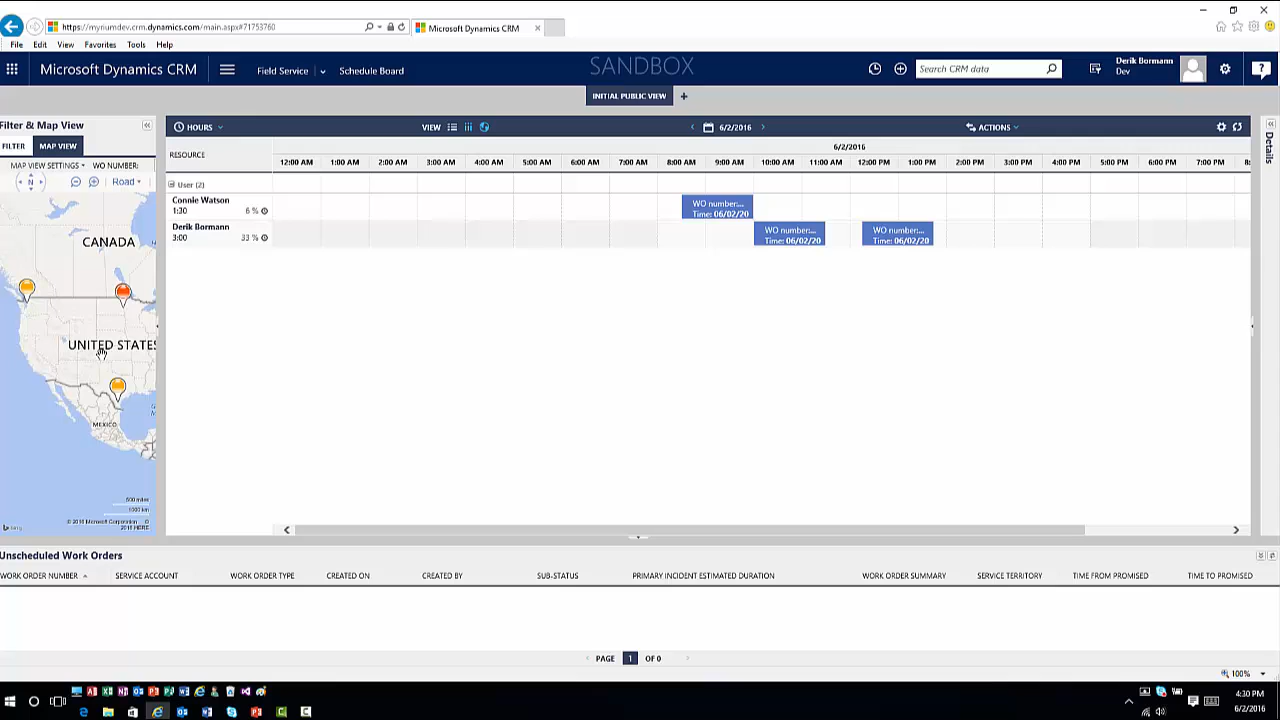 https://myriumdev.crm.dynamics.com/main.aspx#71753760
Microsoft Dynamics CRM
File Edit View Favorites Tools Help
Microsoft Dynamics CRM
Field Service
Schedule Board
SANDBOX
Search CRM data
Derik Bormann
Dev
INITIAL PUBLIC VIEW
Filter & Map View
FILTER
MAP VIEW
MAP VIEW SETTINGS
WO NUMBER:
N
Road
CANADA
UNITED STATES
MEXICO
500 miles
1000 km
© 2016 Microsoft Corporation ©
2016 HERE
HOURS
VIEW
6/2/2016
ACTIONS
RESOURCE
6/2/2016
12:00 AM 1:00 AM 2:00 AM 3:00 AM 4:00 AM 5:00 AM 6:00 AM 7:00 AM 8:00 AM 9:00 AM 10:00 AM 11:00 AM 12:00 PM 1:00 PM 2:00 PM 3:00 PM 4:00 PM 5:00 PM 6:00 PM 7:00 PM
User (2)
Connie Watson
1:30 6 %
WO number:...
Time: 06/02/20
Derik Bormann
3:00 33 %
WO number:...
Time: 06/02/20
WO number:...
Time: 06/02/20
Details
Unscheduled Work Orders
WORK ORDER NUMBER SERVICE ACCOUNT WORK ORDER TYPE CREATED ON CREATED BY SUB-STATUS PRIMARY INCIDENT ESTIMATED DURATION WORK ORDER SUMMARY SERVICE TERRITORY TIME FROM PROMISED TIME TO PROMISED
PAGE 1 OF 0
100%
4:30 PM
6/2/2016